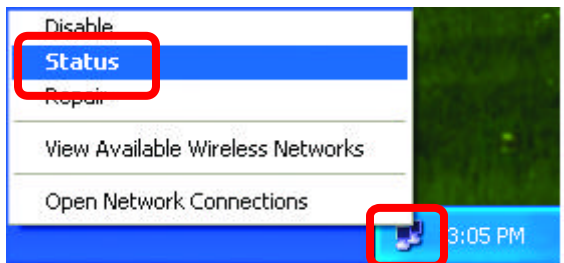 Disable
Status
Repair
View Available Wireless Networks
Open Network Connections
3:05 PM